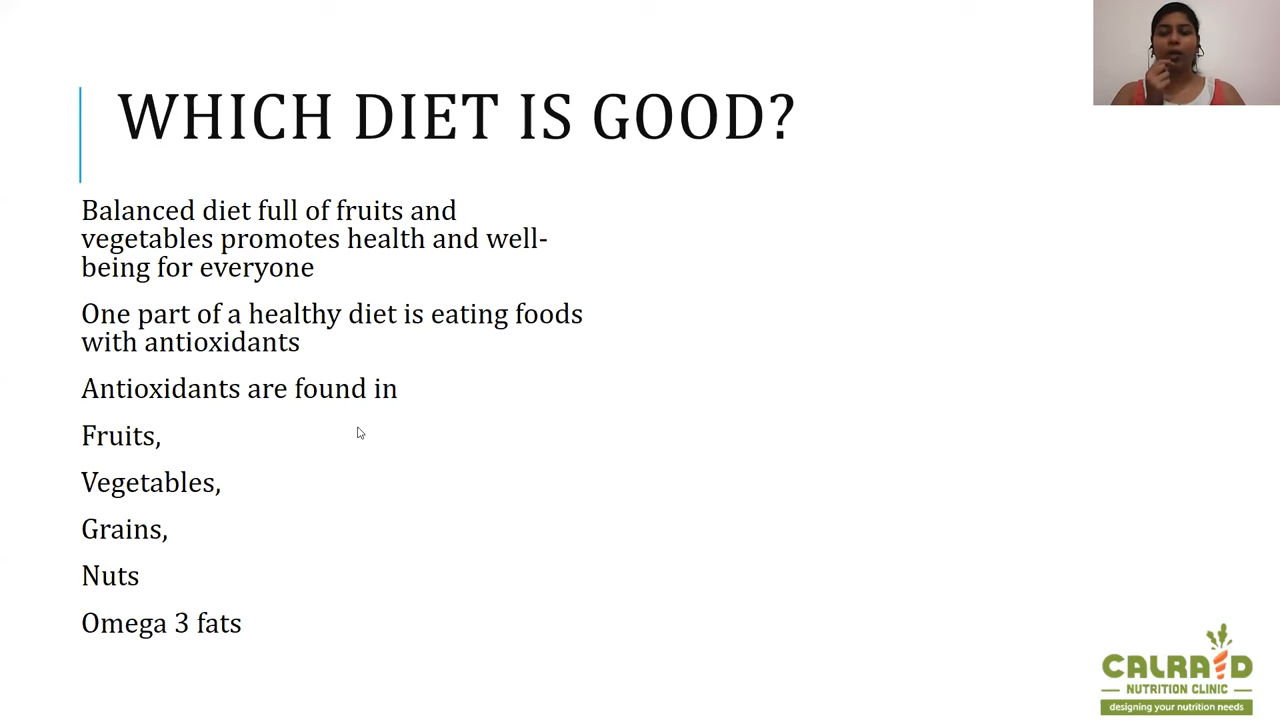 WHICH DIET IS GOOD?
Balanced diet full of fruits and
vegetables promotes health and well-
being for everyone
One part of a healthy diet is eating foods
with antioxidants
Antioxidants are found in
Fruits,
Vegetables,
Grains,
Nuts
Omega 3 fats
CALRAID
NUTRITION CLINIC
designing your nutrition needs